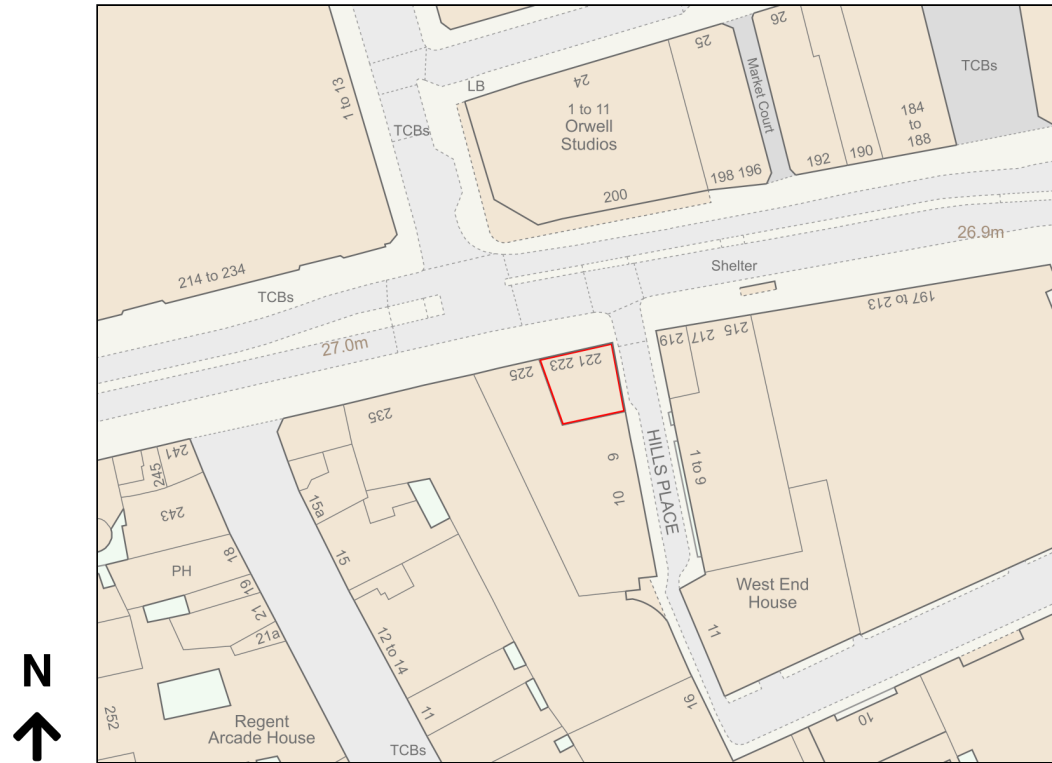 1 to 13
TCBs
LB
24
25
26
1 to 11
Orwell
Studios
Market Court
TCBs
184
to
188
190
192
198 196
200
26.9m
214 to 234
TCBs
Shelter
27.0m
197 to 213
215
217
219
221
223
225
235
241
245
243
HILLS PLACE
1 to 9
9
10
15a
15
18
19
21
21a
PH
12 to 14
11
West End
House
11
16
10
252
Regent
Arcade House
TCBs
N